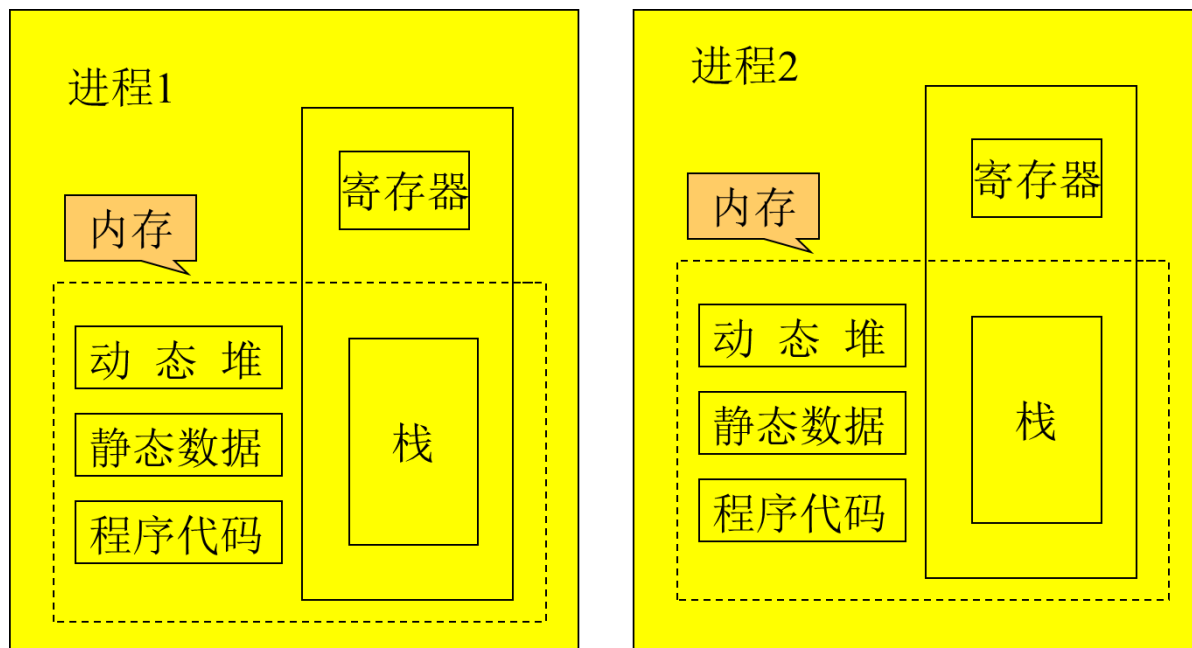 进程1
寄存器
内存
动 态 堆
静态数据
栈
程序代码
进程2
寄存器
内存
动 态 堆
静态数据
栈
程序代码